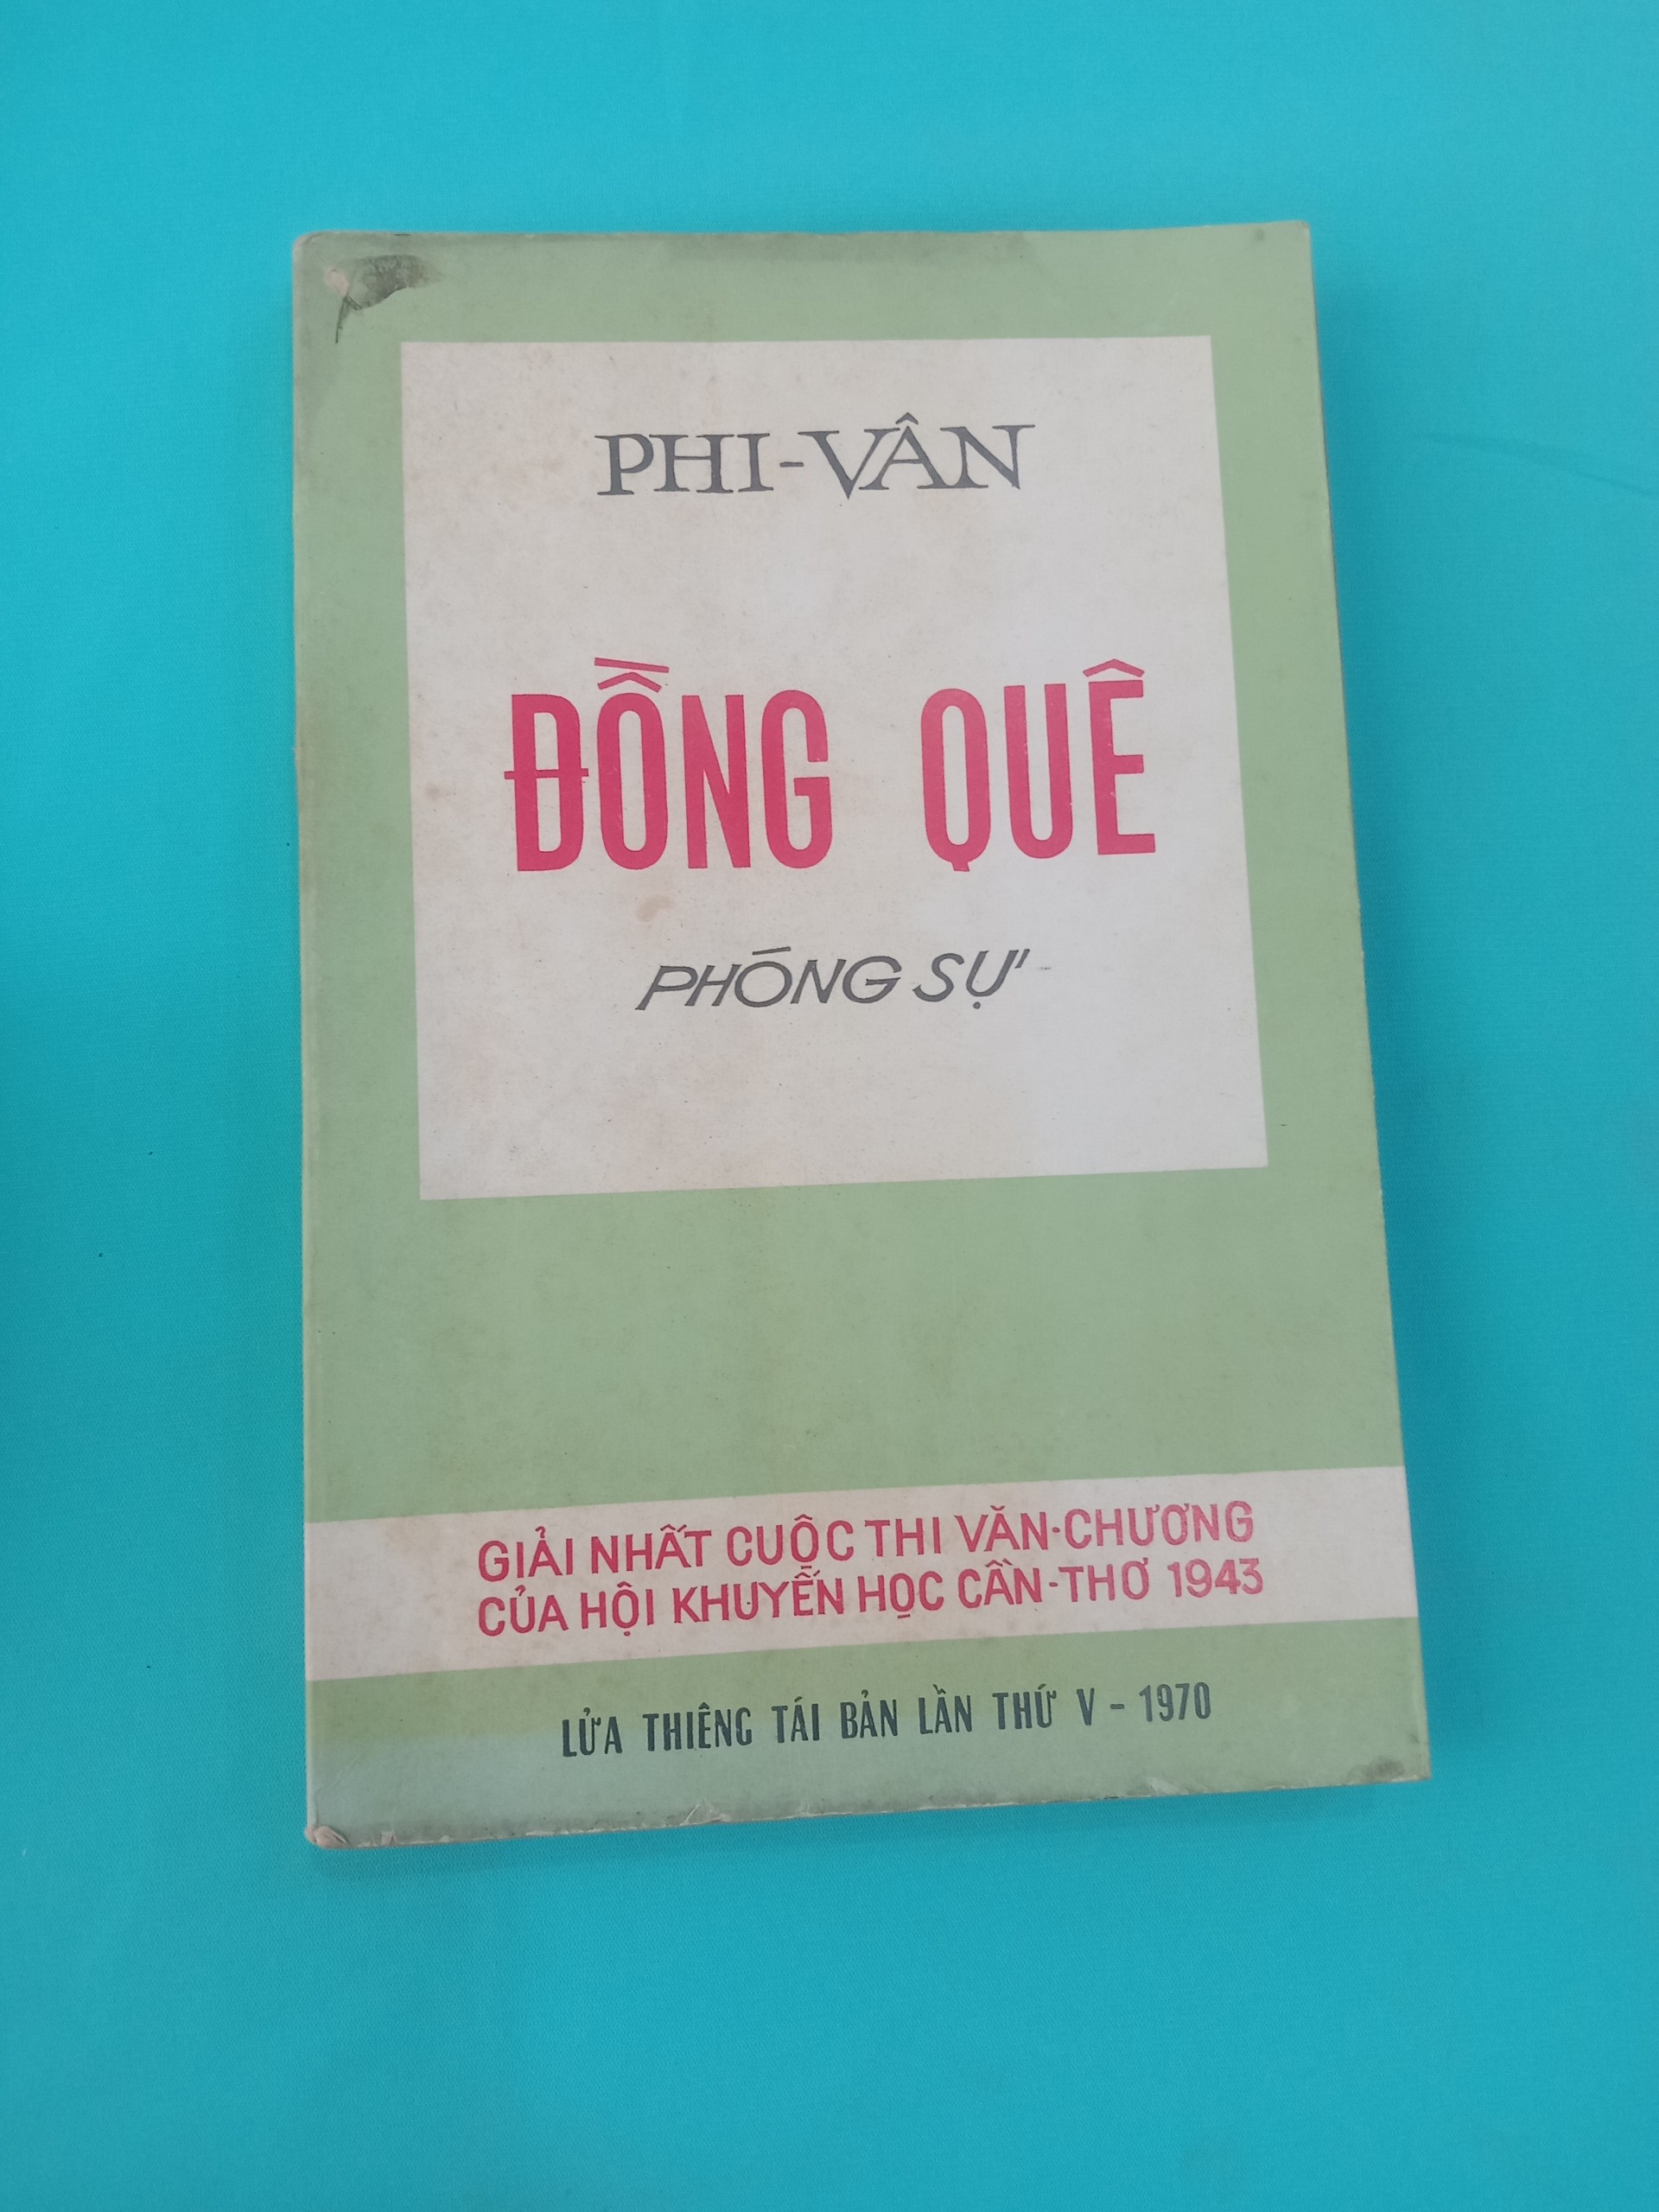 PHI-VÂN
ĐỒNG QUÊ
PHÓNG SỰ
GIẢI NHẤT CUỘC THI VĂN-CHƯƠNG
CỦA HỘI KHUYẾN HỌC CẦN-THƠ 1943
LỬA THIÊNG TÁI BẢN LẦN THỨ V - 1970